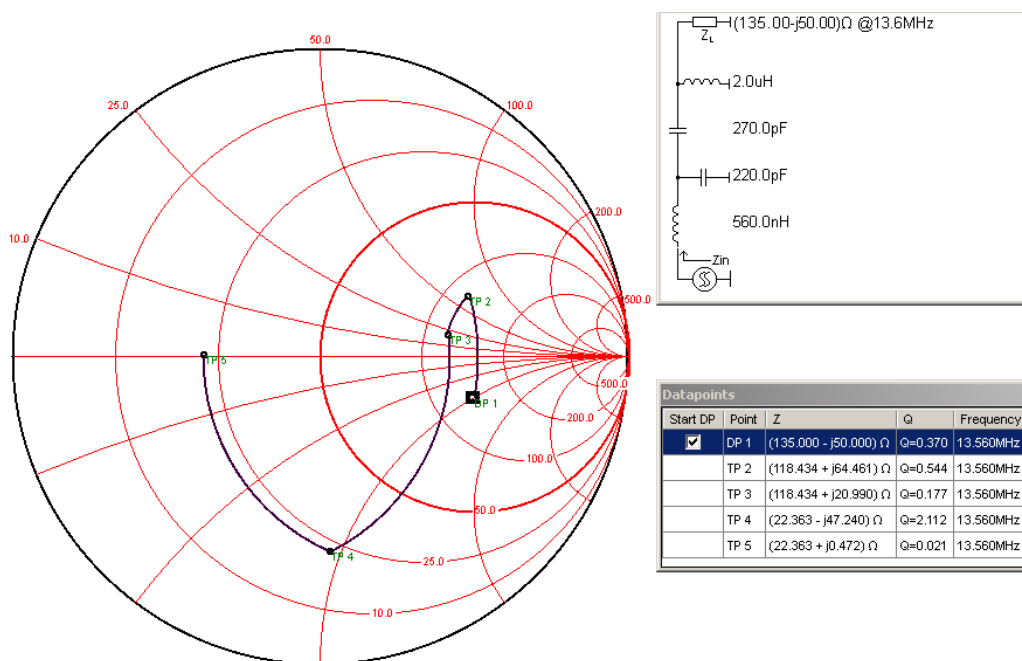 50.0
25.0
100.0
10.0
200.0
500.0
TP 2
TP 3
TP 5
DP 1
TP 4
500.0
200.0
100.0
50.0
25.0
10.0
(135.00-j50.00)Ω @13.6MHz
ZL
2.0uH
270.0pF
220.0pF
560.0nH
Zin
Datapoints
Start DP Point Z Q Frequency
DP 1 (135.000 - j50.000) Ω Q=0.370 13.560MHz
TP 2 (118.434 + j64.461) Ω Q=0.544 13.560MHz
TP 3 (118.434 + j20.990) Ω Q=0.177 13.560MHz
TP 4 (22.363 - j47.240) Ω Q=2.112 13.560MHz
TP 5 (22.363 + j0.472) Ω Q=0.021 13.560MHz